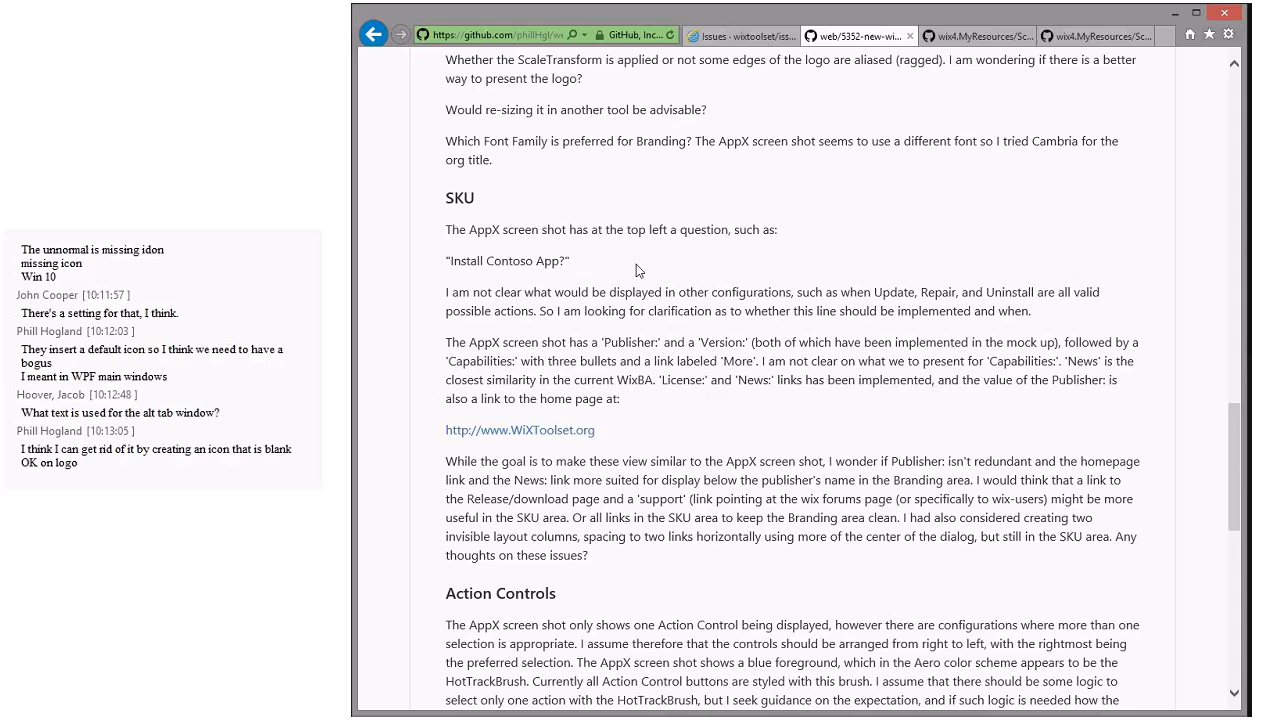 The unnormal is missing idon
missing icon
Win 10
John Cooper [10:11:57 ]
There's a setting for that, I think.
Phill Hogland [10:12:03 ]
They insert a default icon so I think we need to have a
bogus
I meant in WPF main windows
Hoover, Jacob [10:12:48 ]
What text is used for the alt tab window?
Phill Hogland [10:13:05 ]
I think I can get rid of it by creating an icon that is blank
OK on logo
https://github.com/phillHgl/we
GitHub, Inc...
Issues - wixtoolset/iss...
web/5352-new-wi...
wix4.MyResources/Sc...
wix4.MyResources/Sc...
Whether the ScaleTransform is applied or not some edges of the logo are aliased (ragged). I am wondering if there is a better
way to present the logo?
Would re-sizing it in another tool be advisable?
Which Font Family is preferred for Branding? The AppX screen shot seems to use a different font so I tried Cambria for the
org title.
SKU
The AppX screen shot has at the top left a question, such as:
"Install Contoso App?"
I am not clear what would be displayed in other configurations, such as when Update, Repair, and Uninstall are all valid
possible actions. So I am looking for clarification as to whether this line should be implemented and when.
The AppX screen shot has a 'Publisher:' and a 'Version:' (both of which have been implemented in the mock up), followed by a
'Capabilities:' with three bullets and a link labeled 'More'. I am not clear on what we to present for 'Capabilities:'. 'News' is the
closest similarity in the current WixBA. 'License:' and 'News:' links has been implemented, and the value of the Publisher: is
also a link to the home page at:
http://www.WiXToolset.org
While the goal is to make these view similar to the AppX screen shot, I wonder if Publisher: isn't redundant and the homepage
link and the News: link more suited for display below the publisher's name in the Branding area. I would think that a link to
the Release/download page and a 'support' (link pointing at the wix forums page (or specifically to wix-users) might be more
useful in the SKU area. Or all links in the SKU area to keep the Branding area clean. I had also considered creating two
invisible layout columns, spacing to two links horizontally using more of the center of the dialog, but still in the SKU area. Any
thoughts on these issues?
Action Controls
The AppX screen shot only shows one Action Control being displayed, however there are configurations where more than one
selection is appropriate. I assume therefore that the controls should be arranged from right to left, with the rightmost being
the preferred selection. The AppX screen shot shows a blue foreground, which in the Aero color scheme appears to be the
HotTrackBrush. Currently all Action Control buttons are styled with this brush. I assume that there should be some logic to
select only one action with the HotTrackBrush, but I seek guidance on the expectation, and if such logic is needed how the